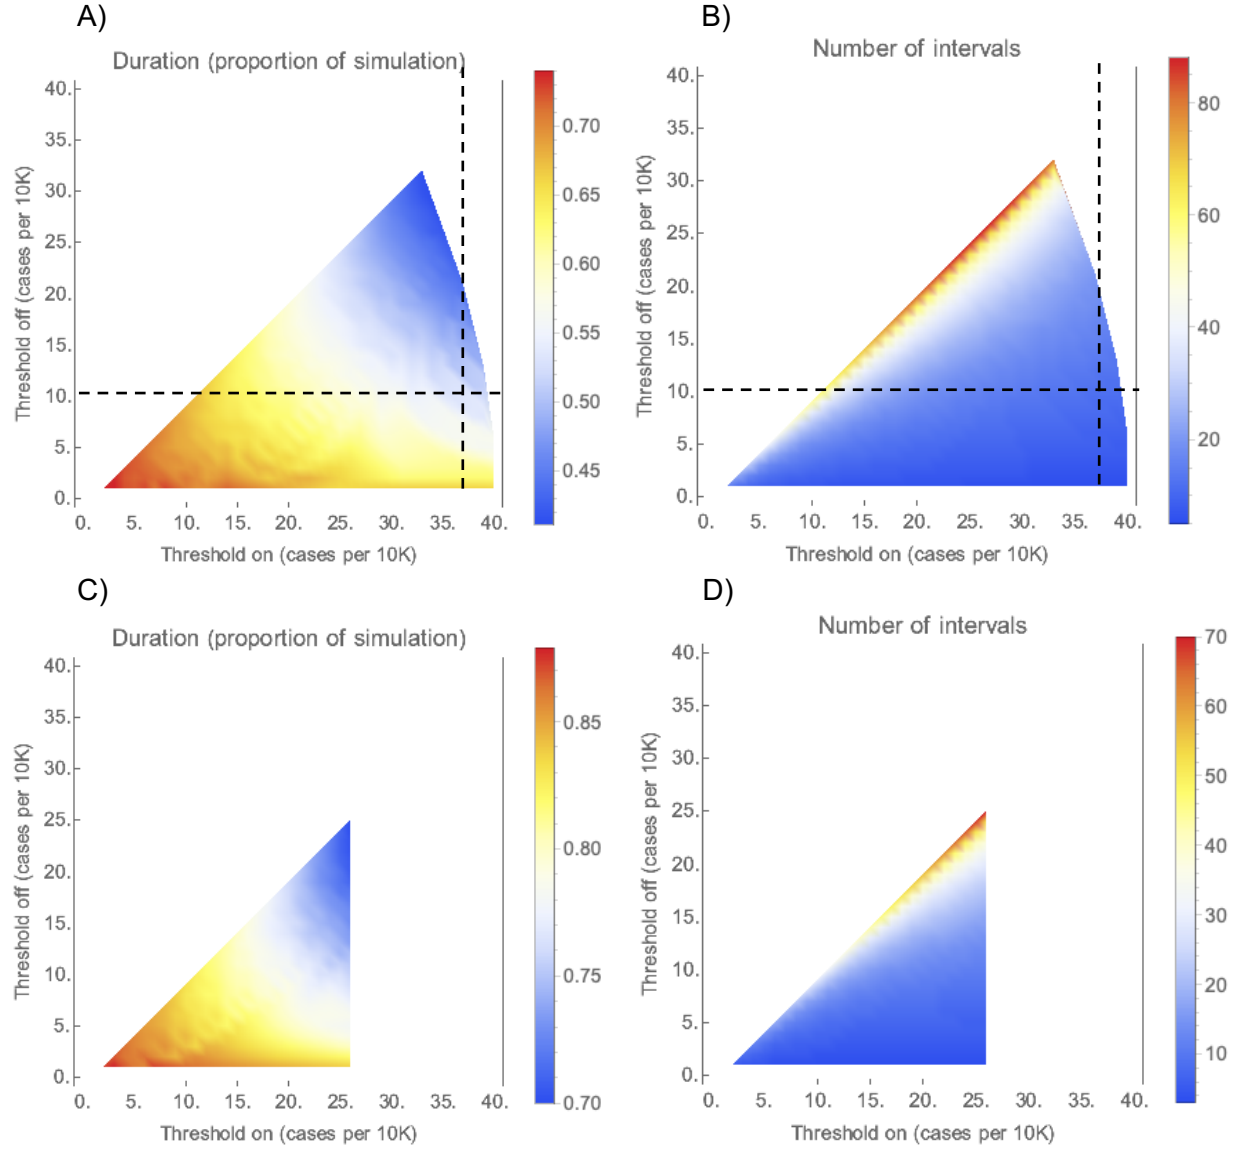 A)
Duration (proportion of simulation)
40.
35.
30.
25.
20.
15.
10.
5.
0.
Threshold off (cases per 10K)
0. 5. 10. 15. 20. 25. 30. 35. 40.
Threshold on (cases per 10K)
0.70
0.65
0.60
0.55
0.50
0.45
B)
Number of intervals
40.
35.
30.
25.
20.
15.
10.
5.
0.
Threshold off (cases per 10K)
0. 5. 10. 15. 20. 25. 30. 35. 40.
Threshold on (cases per 10K)
80
60
40
20
C)
Duration (proportion of simulation)
40.
35.
30.
25.
20.
15.
10.
5.
0.
Threshold off (cases per 10K)
0. 5. 10. 15. 20. 25. 30. 35. 40.
Threshold on (cases per 10K)
0.85
0.80
0.75
0.70
D)
Number of intervals
40.
35.
30.
25.
20.
15.
10.
5.
0.
Threshold off (cases per 10K)
0. 5. 10. 15. 20. 25. 30. 35. 40.
Threshold on (cases per 10K)
70
60
50
40
30
20
10